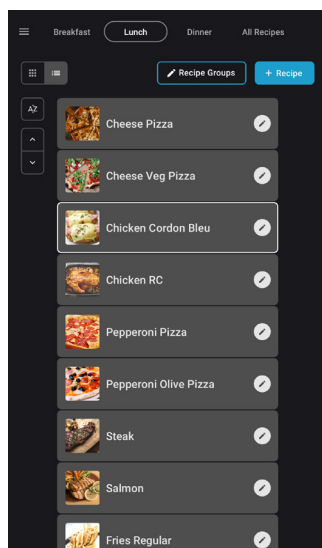 Breakfast Lunch Dinner All Recipes
Recipe Groups + Recipe
AZ
Cheese Pizza
Cheese Veg Pizza
Chicken Cordon Bleu
Chicken RC
Pepperoni Pizza
Pepperoni Olive Pizza
Steak
Salmon
Fries Regular